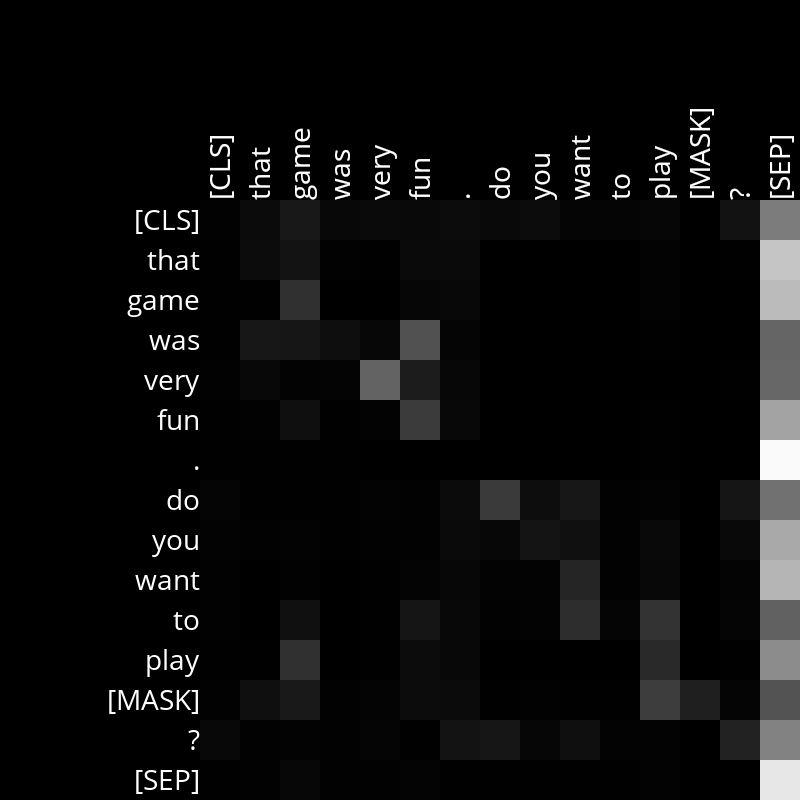 [CLS] that game was very fun . do you want to play [MASK] ? [SEP]
[CLS]
that
game
was
very
fun
.
do
you
want
to
play
[MASK]
?
[SEP]